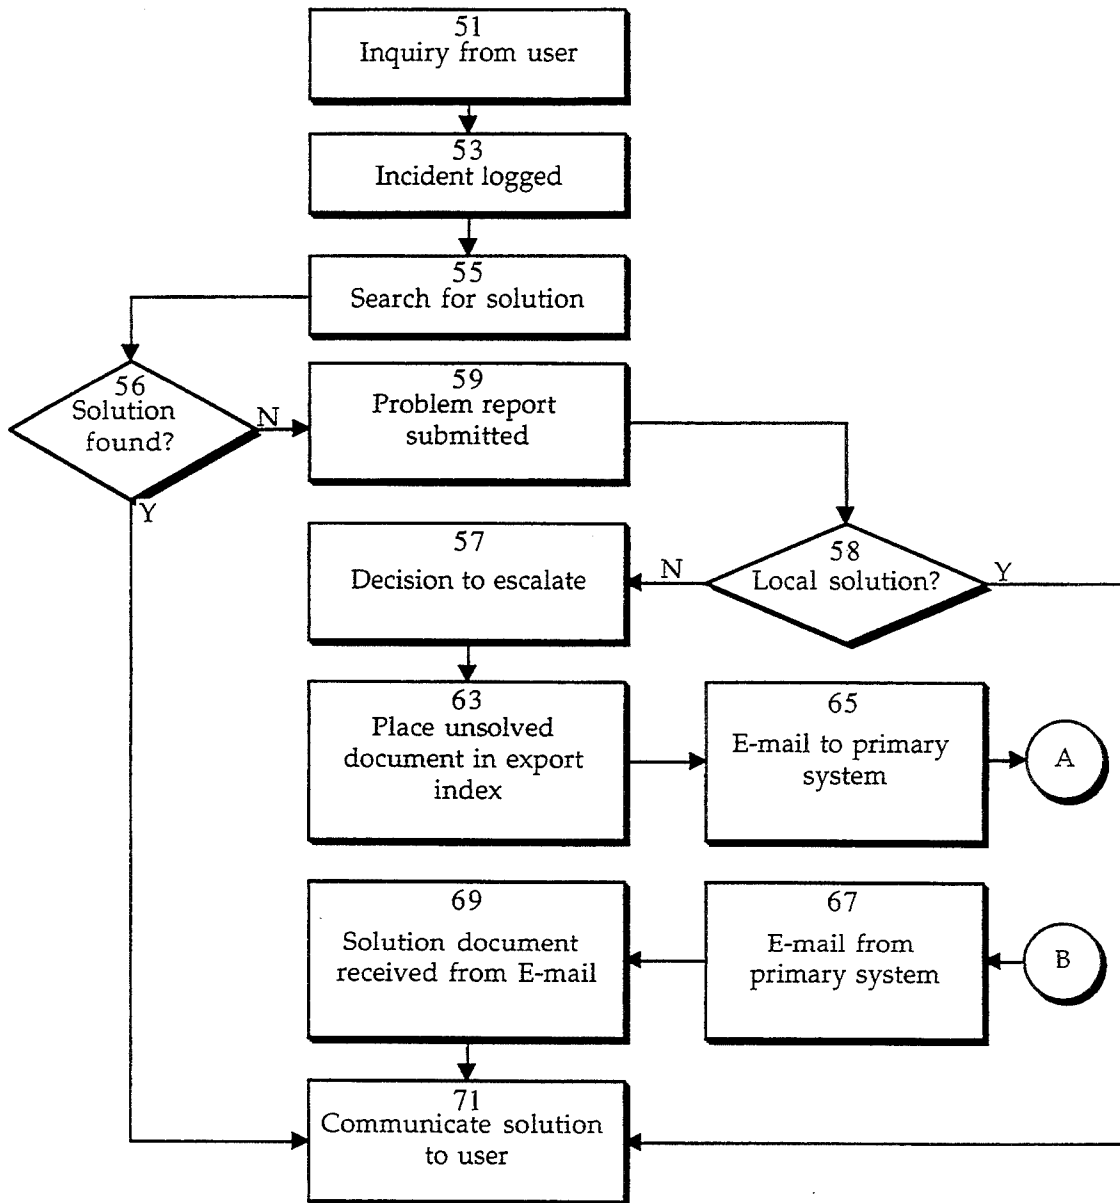 51
Inquiry from user
53
Incident logged
55
Search for solution
56
Solution
found?
N
Y
59
Problem report
submitted
57
Decision to escalate
N
58
Local solution?
Y
63
Place unsolved
document in export
index
65
E-mail to primary
system
A
69
Solution document
received from E-mail
67
E-mail from
primary system
B
71
Communicate solution
to user